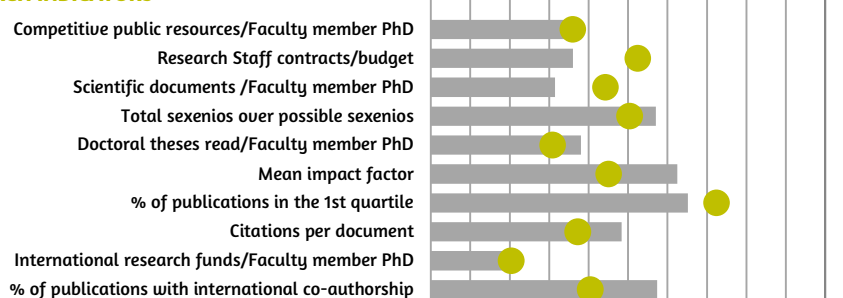 Competitive public resources/Faculty member PhD
Research Staff contracts/budget
Scientific documents /Faculty member PhD
Total sexenios over possible sexenios
Doctoral theses read/Faculty member PhD
Mean impact factor
% of publications in the 1st quartile
Citations per document
International research funds/Faculty member PhD
% of publications with international co-authorship